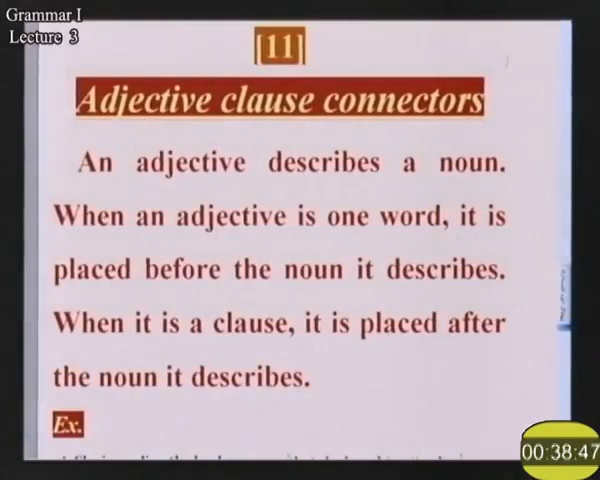 Grammar I
Lecture 3
[11]
Adjective clause connectors
An adjective describes a noun.
When an adjective is one word, it is
placed before the noun it describes.
When it is a clause, it is placed after
the noun it describes.
Ex.
00:38:47